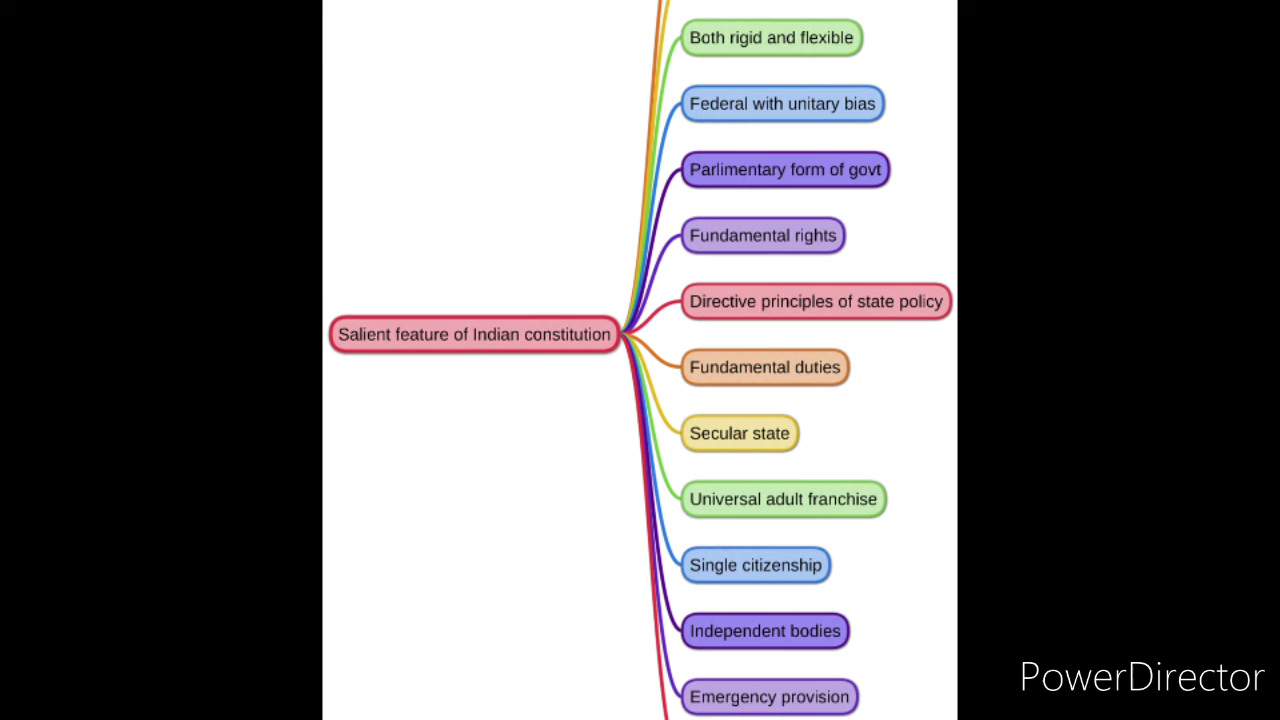 Both rigid and flexible
Federal with unitary bias
Parlimentary form of govt
Fundamental rights
Directive principles of state policy
Salient feature of Indian constitution
Fundamental duties
Secular state
Universal adult franchise
Single citizenship
Independent bodies
Emergency provision
PowerDirector